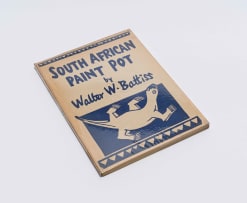 SOUTH AFRICAN
PAINT POT
by
Walter W. Battiss